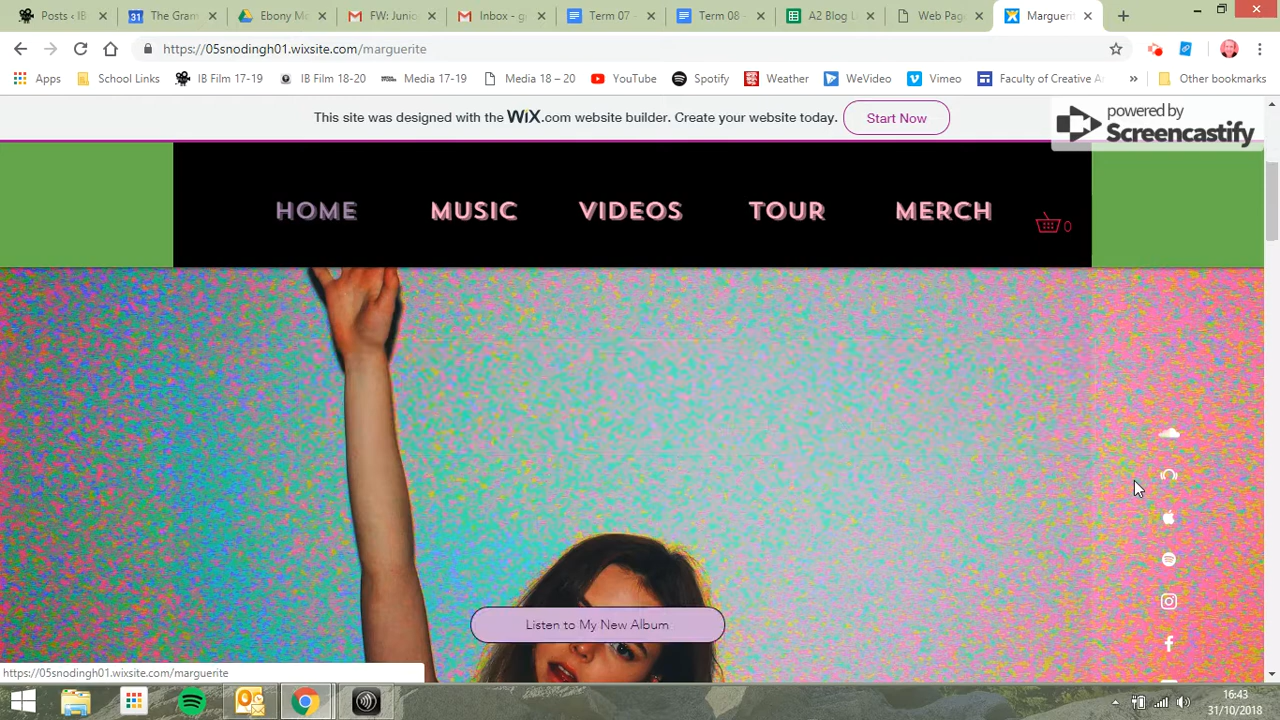 Posts ‹ IB
31 The Gram
Ebony Mo
FW: Junio
Inbox - g
Term 07 -
Term 08
A2 Blog L
Web Page
Marguerit
https://05snodingh01.wixsite.com/marguerite
Apps
School Links
IB Film 17-19
IB Film 18-20
Media 17-19
Media 18 – 20
YouTube
Spotify
Weather
WeVideo
Vimeo
Faculty of Creative A
»
Other bookmarks
This site was designed with the WiX.com website builder. Create your website today.
Start Now
powered by
Screencastify
HOME MUSIC VIDEOS TOUR MERCH
0
Listen to My New Album
https://05snodingh01.wixsite.com/marguerite
16:43
31/10/2018